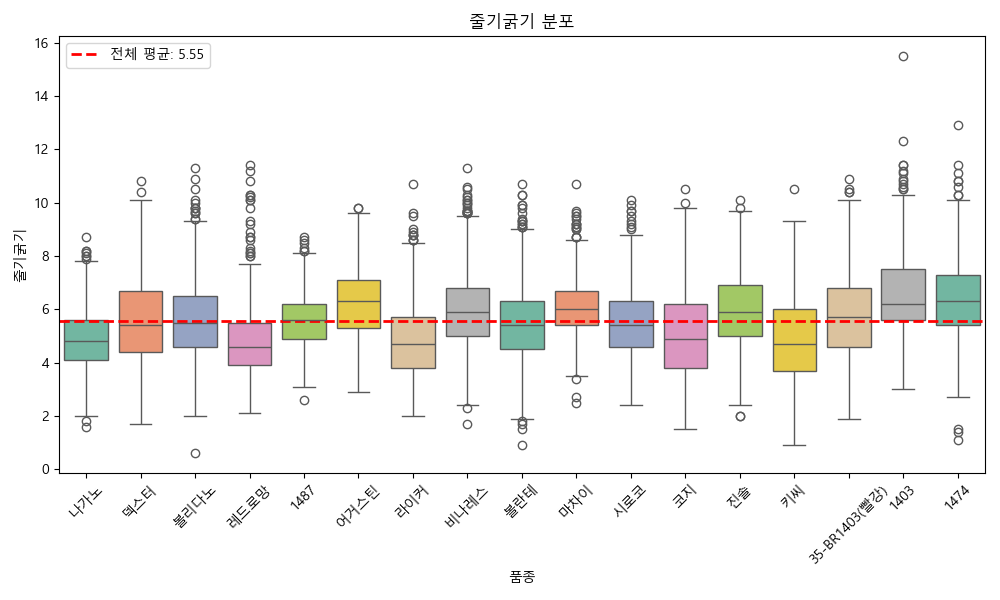 줄기굵기 분포
전체 평균: 5.55
줄기굵기
16
14
12
10
8
6
4
2
0
나가노
덱스터
볼리다노
레드로망
1487
어거스틴
라이커
비나레스
볼란테
마차이
시로코
코지
진솔
키씨
35-BR1403(빨강)
1403
1474
품종